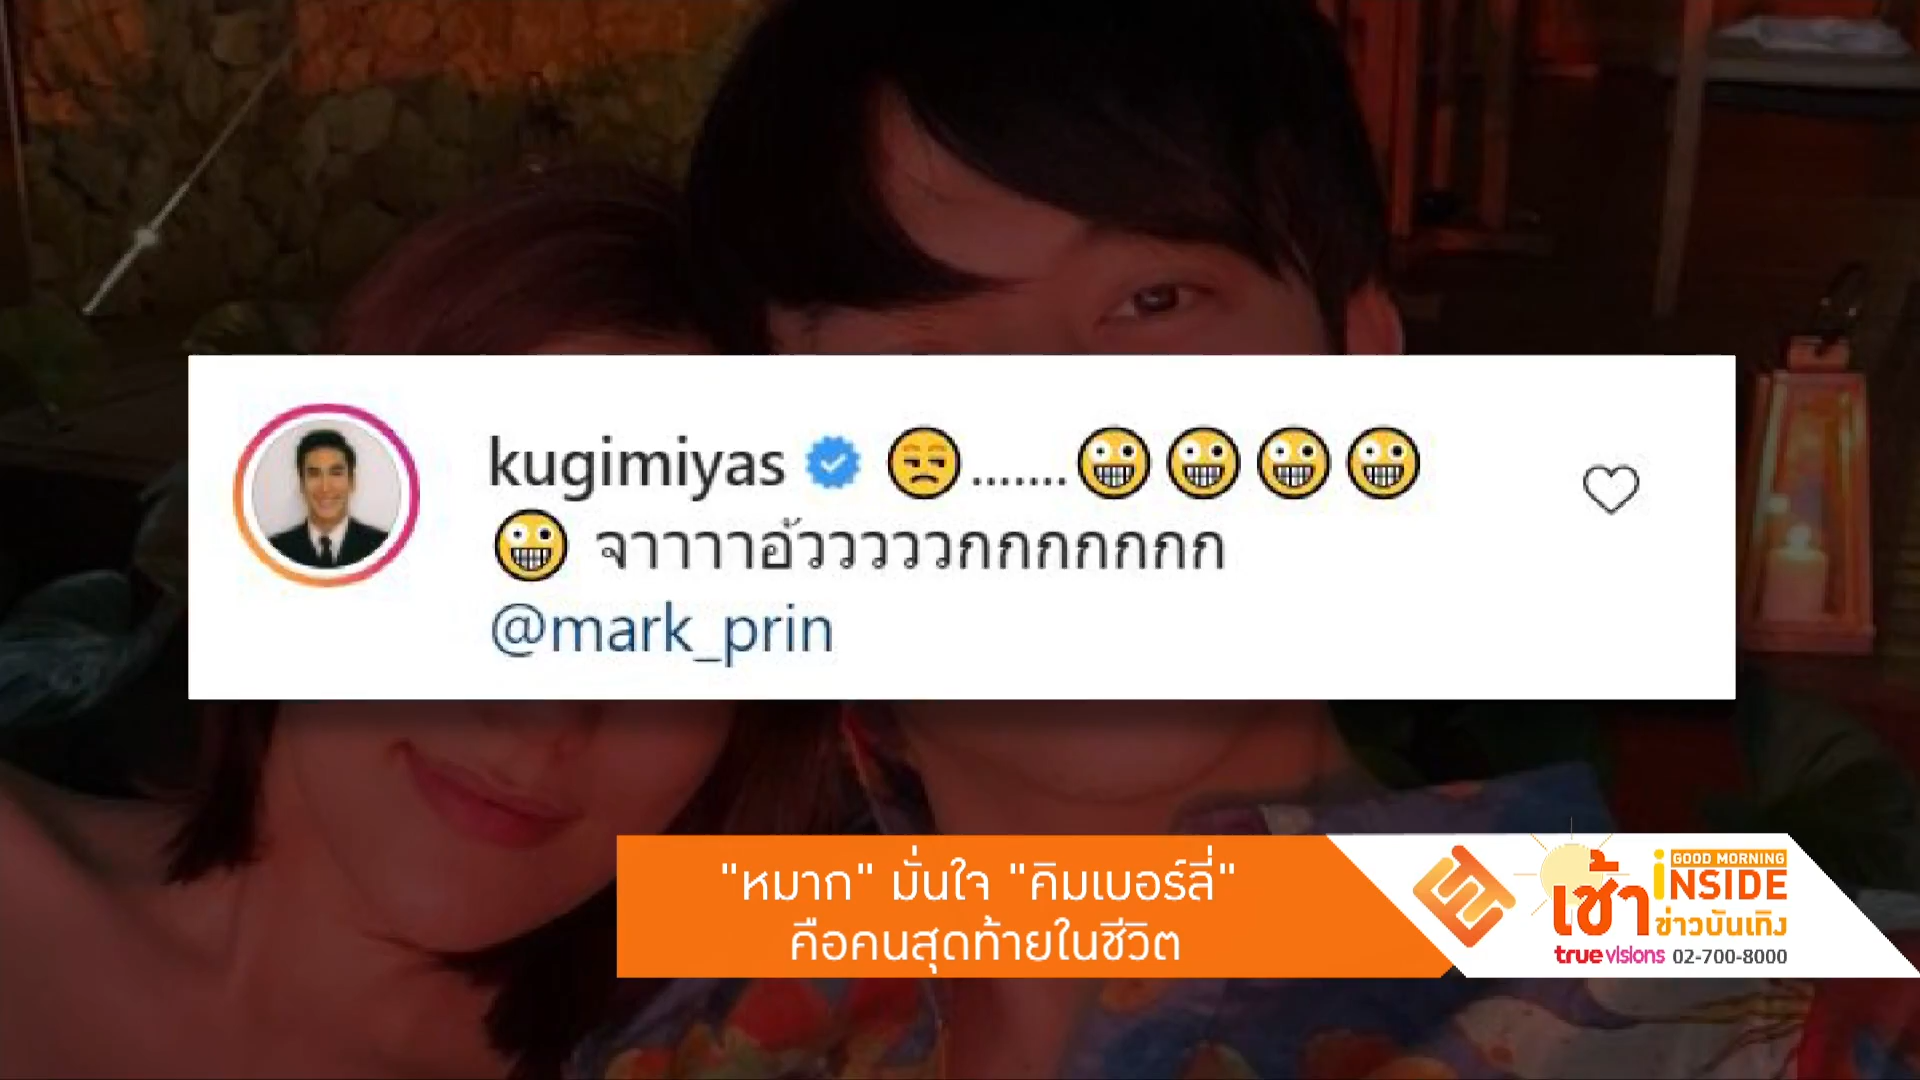 kugimiyas 😒.......😀😀😀😀
😀 จาาาาาอ้วววววววกกกกกกก
@mark_prin
"หมาก" มั่นใจ "คิมเบอร์ลี่"
คือคนสุดท้ายในชีวิต
เช้า
GOOD MORNING
iNSIDE
ข่าวบันเทิง
truevisions 02-700-8000